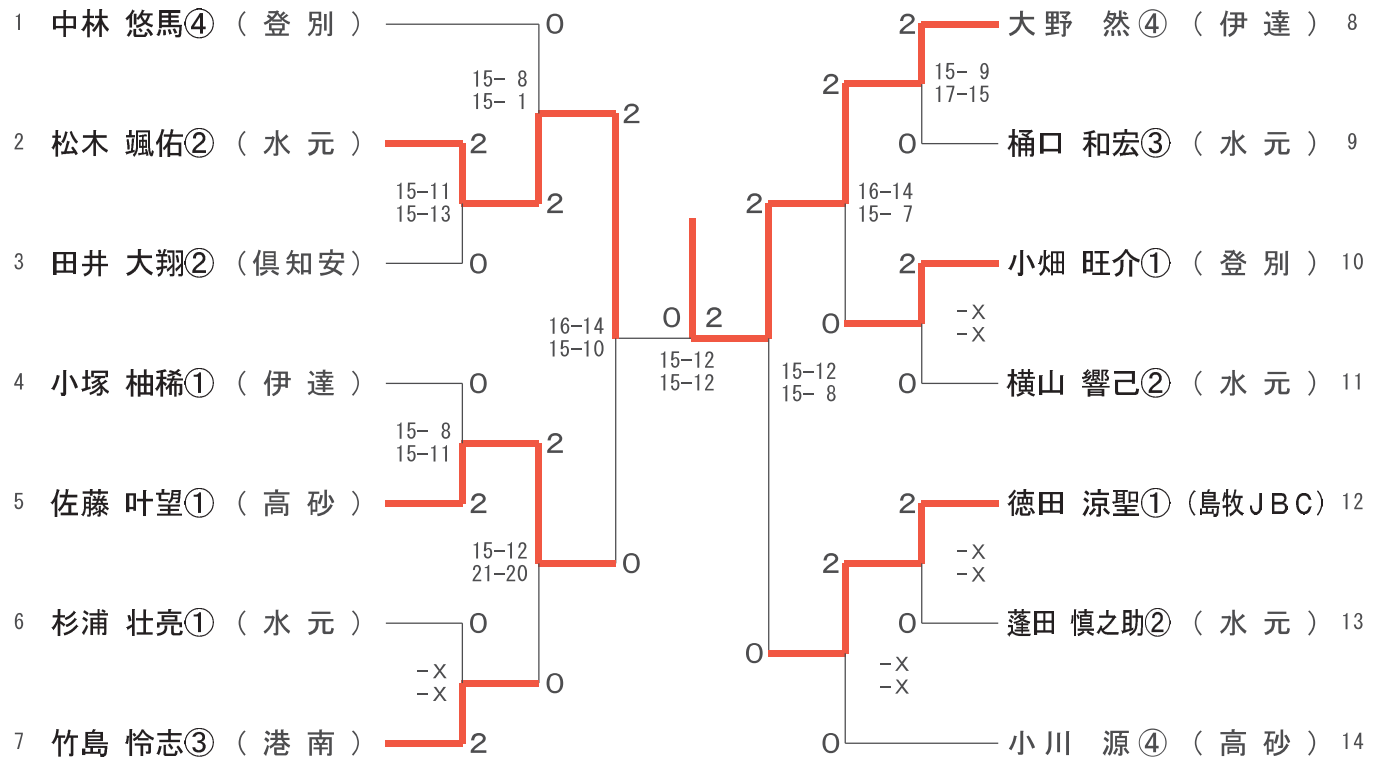 1 中林 悠馬④ ( 登 別 ) 0
2 大 野 然 ④ ( 伊 達 ) 8
15- 8
15- 1
2
2
15- 9
17-15
2 松木 颯佑② ( 水 元 ) 2
0 桶口 和宏③ ( 水 元 ) 9
15-11
15-13
2
2
16-14
15- 7
3 田井 大翔② (倶知安) 0
2 小畑 旺介① ( 登 別 ) 10
-X
-X
16-14
15-10
0 2
0
15-12
15-12
15-12
15- 8
4 小塚 柚稀① ( 伊 達 ) 0
0 横山 響己② ( 水 元 ) 11
15- 8
15-11
2
5 佐藤 叶望① ( 高 砂 ) 2
2 徳田 涼聖① (島牧JBC) 12
15-12
21-20
0
2
-X
-X
6 杉浦 壮亮① ( 水 元 ) 0
0 蓬田 慎之助② ( 水 元 ) 13
-X
-X
0
0
-X
-X
7 竹島 怜志③ ( 港 南 ) 2
0 小 川 源 ④ ( 高 砂 ) 14